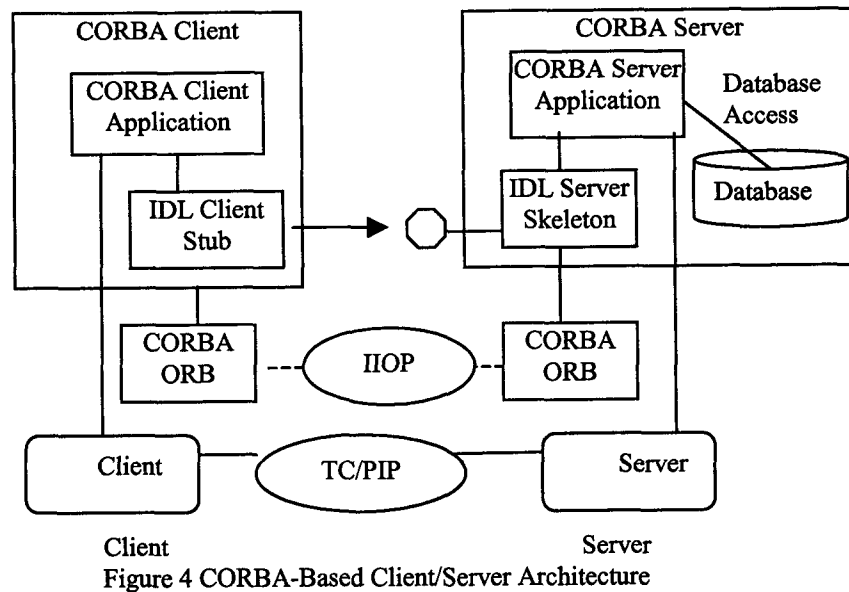 CORBA Client
CORBA Client
Application
IDL Client
Stub
CORBA
ORB
CORBA Server
CORBA Server
Application
Database
Access
Database
IDL Server
Skeleton
CORBA
ORB
IIOP
Client
TC/PIP
Server
Client
Server
Figure 4 CORBA-Based Client/Server Architecture